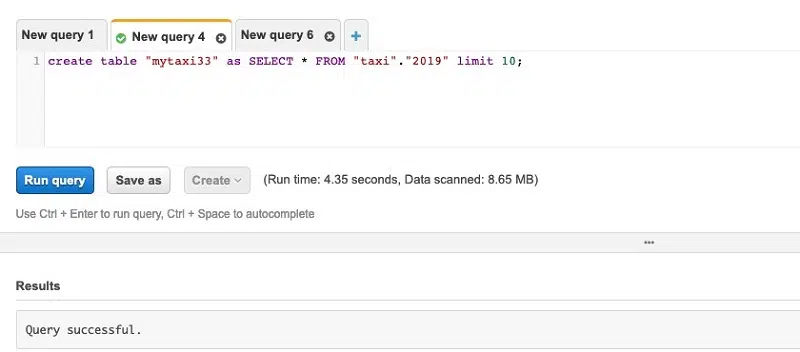 New query 1
New query 4
New query 6
+
1 create table "mytaxi33" as SELECT * FROM "taxi"."2019" limit 10;
Run query Save as Create (Run time: 4.35 seconds, Data scanned: 8.65 MB)
Use Ctrl + Enter to run query, Ctrl + Space to autocomplete
Results
Query successful.